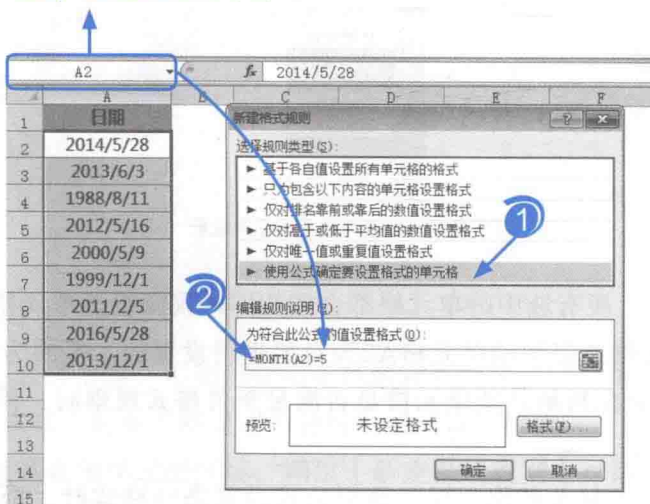 A2
fx 2014/5/28
A B C D E F
1 日期
2 2014/5/28
3 2013/6/3
4 1988/8/11
5 2012/5/16
6 2000/5/9
7 1999/12/1
8 2011/2/5
9 2016/5/28
10 2013/12/1
11
12
13
14
15
新建格式规则
选择规则类型(S):
► 基于各自值设置所有单元格的格式
► 只为包含以下内容的单元格设置格式
► 仅对排名靠前或靠后的数值设置格式
► 仅对高于或低于平均值的数值设置格式
► 仅对唯一值或重复值设置格式
► 使用公式确定要设置格式的单元格
1
编辑规则说明(E):
2
为符合此公式的值设置格式(O):
=MONTH(A2)=5
预览:
未设定格式
格式(F)...
确定
取消